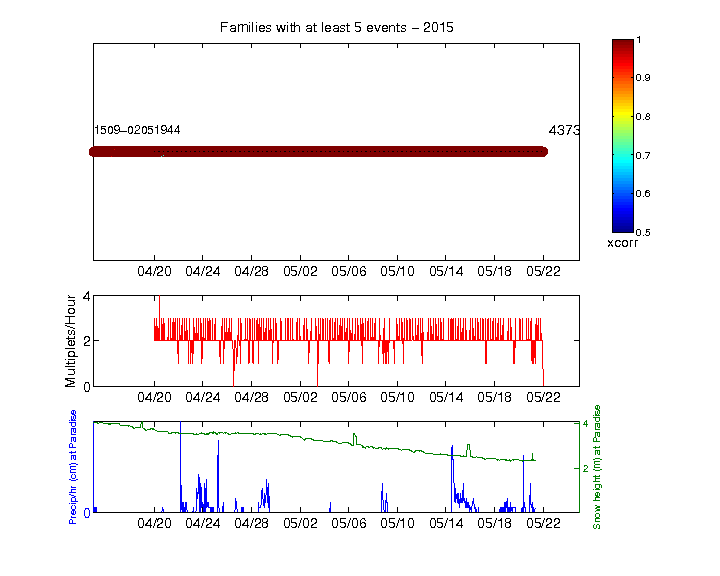 Families with at least 5 events − 2015
1509−02051944
4373
1
0.9
0.8
0.7
0.6
0.5
xcorr
04/20 04/24 04/28 05/02 05/06 05/10 05/14 05/18 05/22
Multiplets/Hour
4
2
0
04/20 04/24 04/28 05/02 05/06 05/10 05/14 05/18 05/22
Precip/hr (cm) at Paradise
0
4
2
Snow height (m) at Paradise
04/20 04/24 04/28 05/02 05/06 05/10 05/14 05/18 05/22